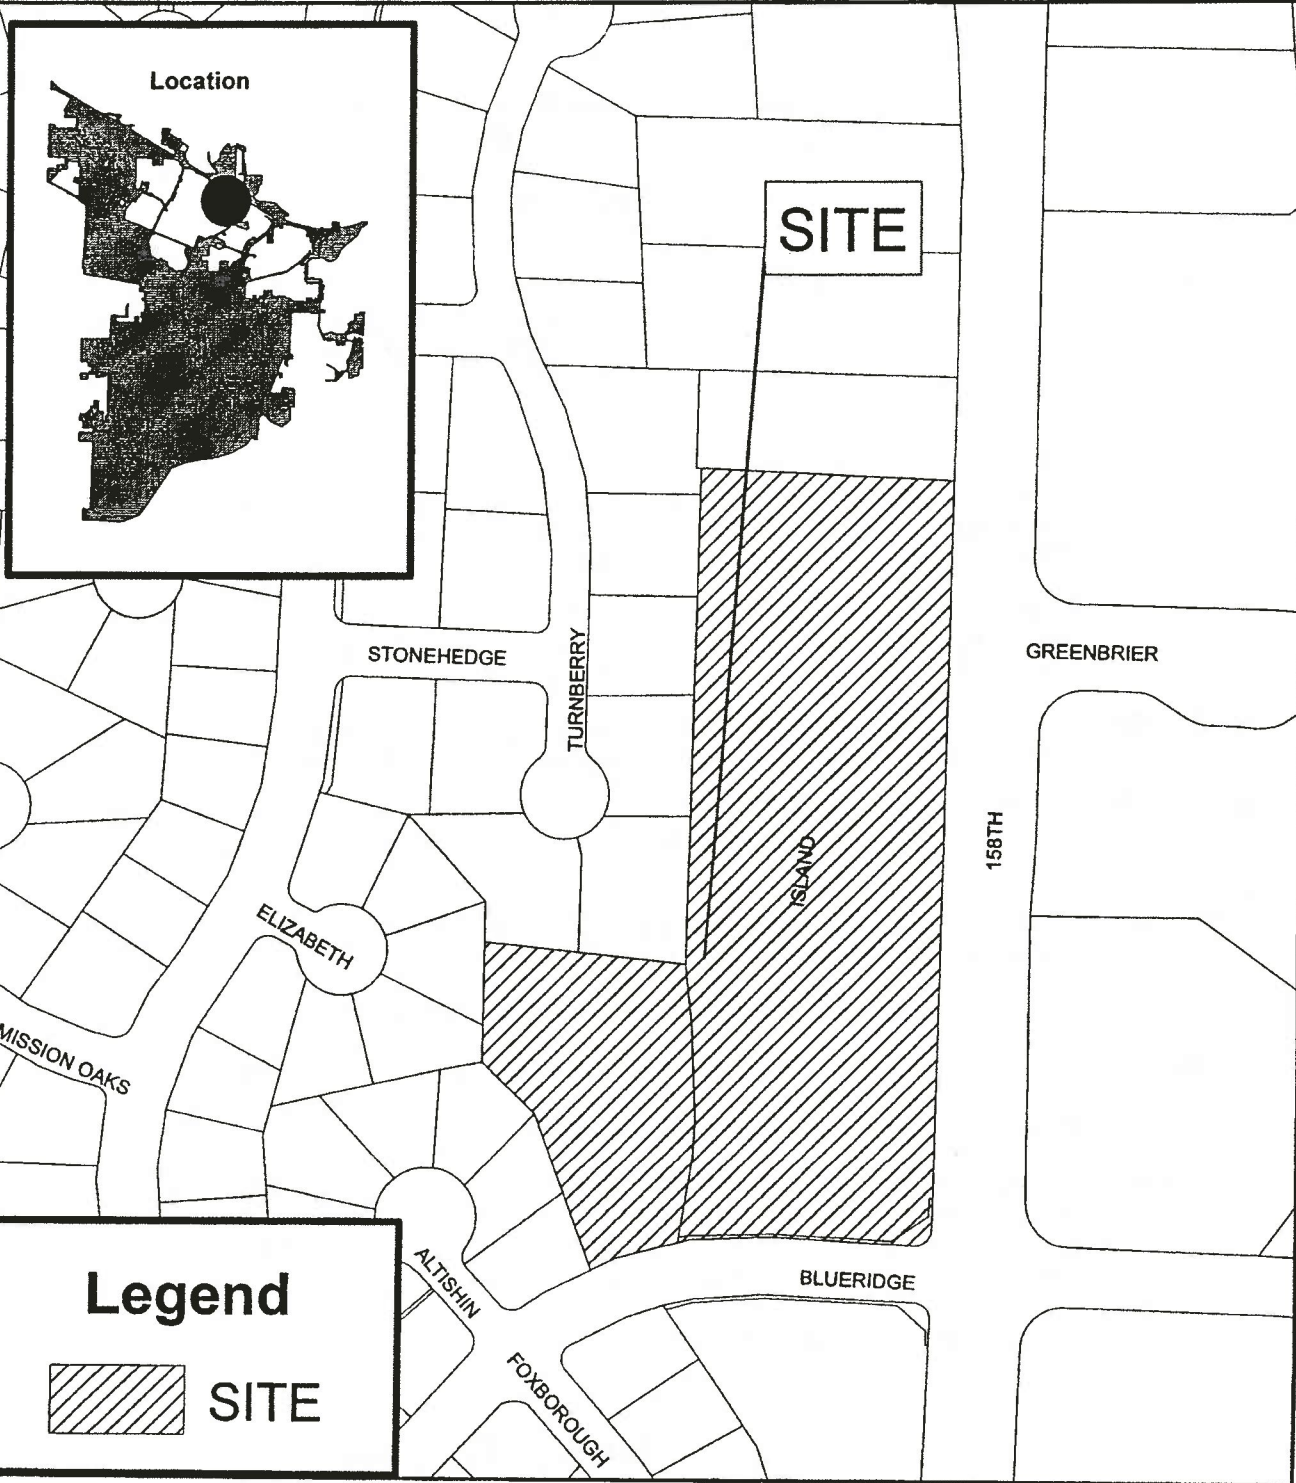 Location
SITE
STONEHEDGE
TURNBERRY
GREENBRIER
158TH
ISLAND
ELIZABETH
MISSION OAKS
ALTISHIN
BLUERIDGE
FOXBOROUGH
Legend
SITE